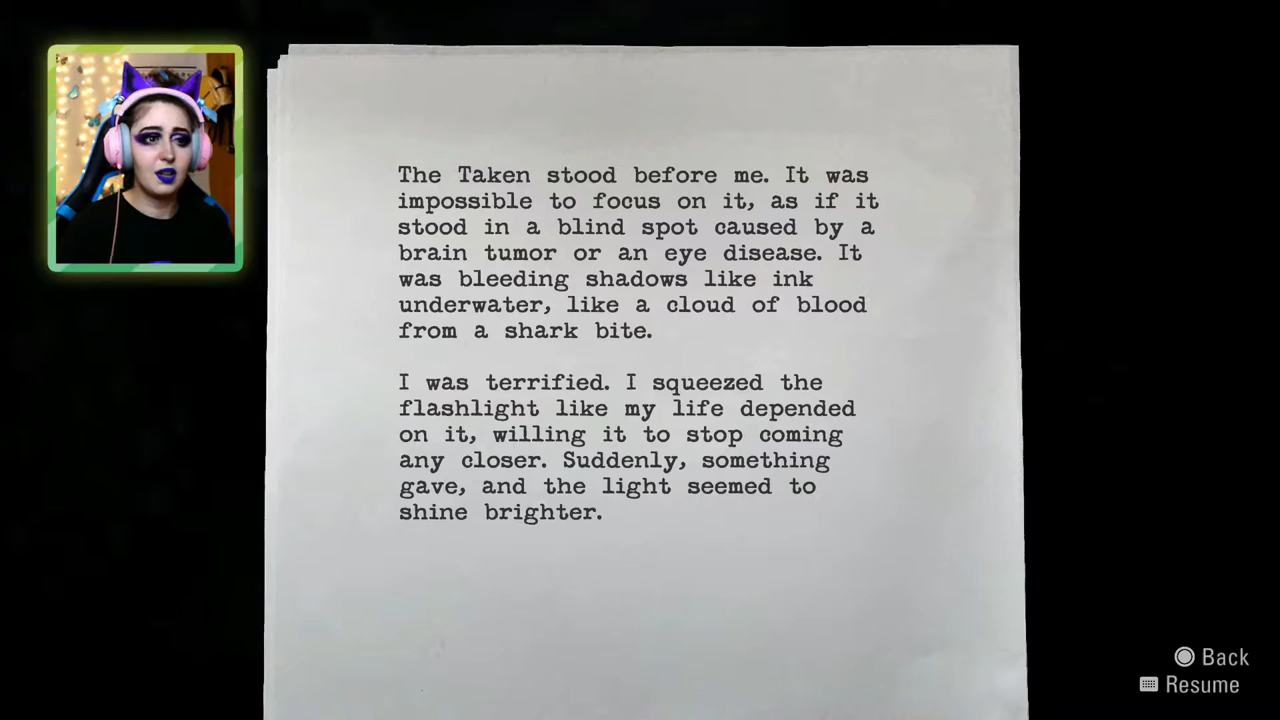 The Taken stood before me. It was
impossible to focus on it, as if it
stood in a blind spot caused by a
brain tumor or an eye disease. It
was bleeding shadows like ink
underwater, like a cloud of blood
from a shark bite.
I was terrified. I squeezed the
flashlight like my life depended
on it, willing it to stop coming
any closer. Suddenly, something
gave, and the light seemed to
shine brighter.
Back
Resume